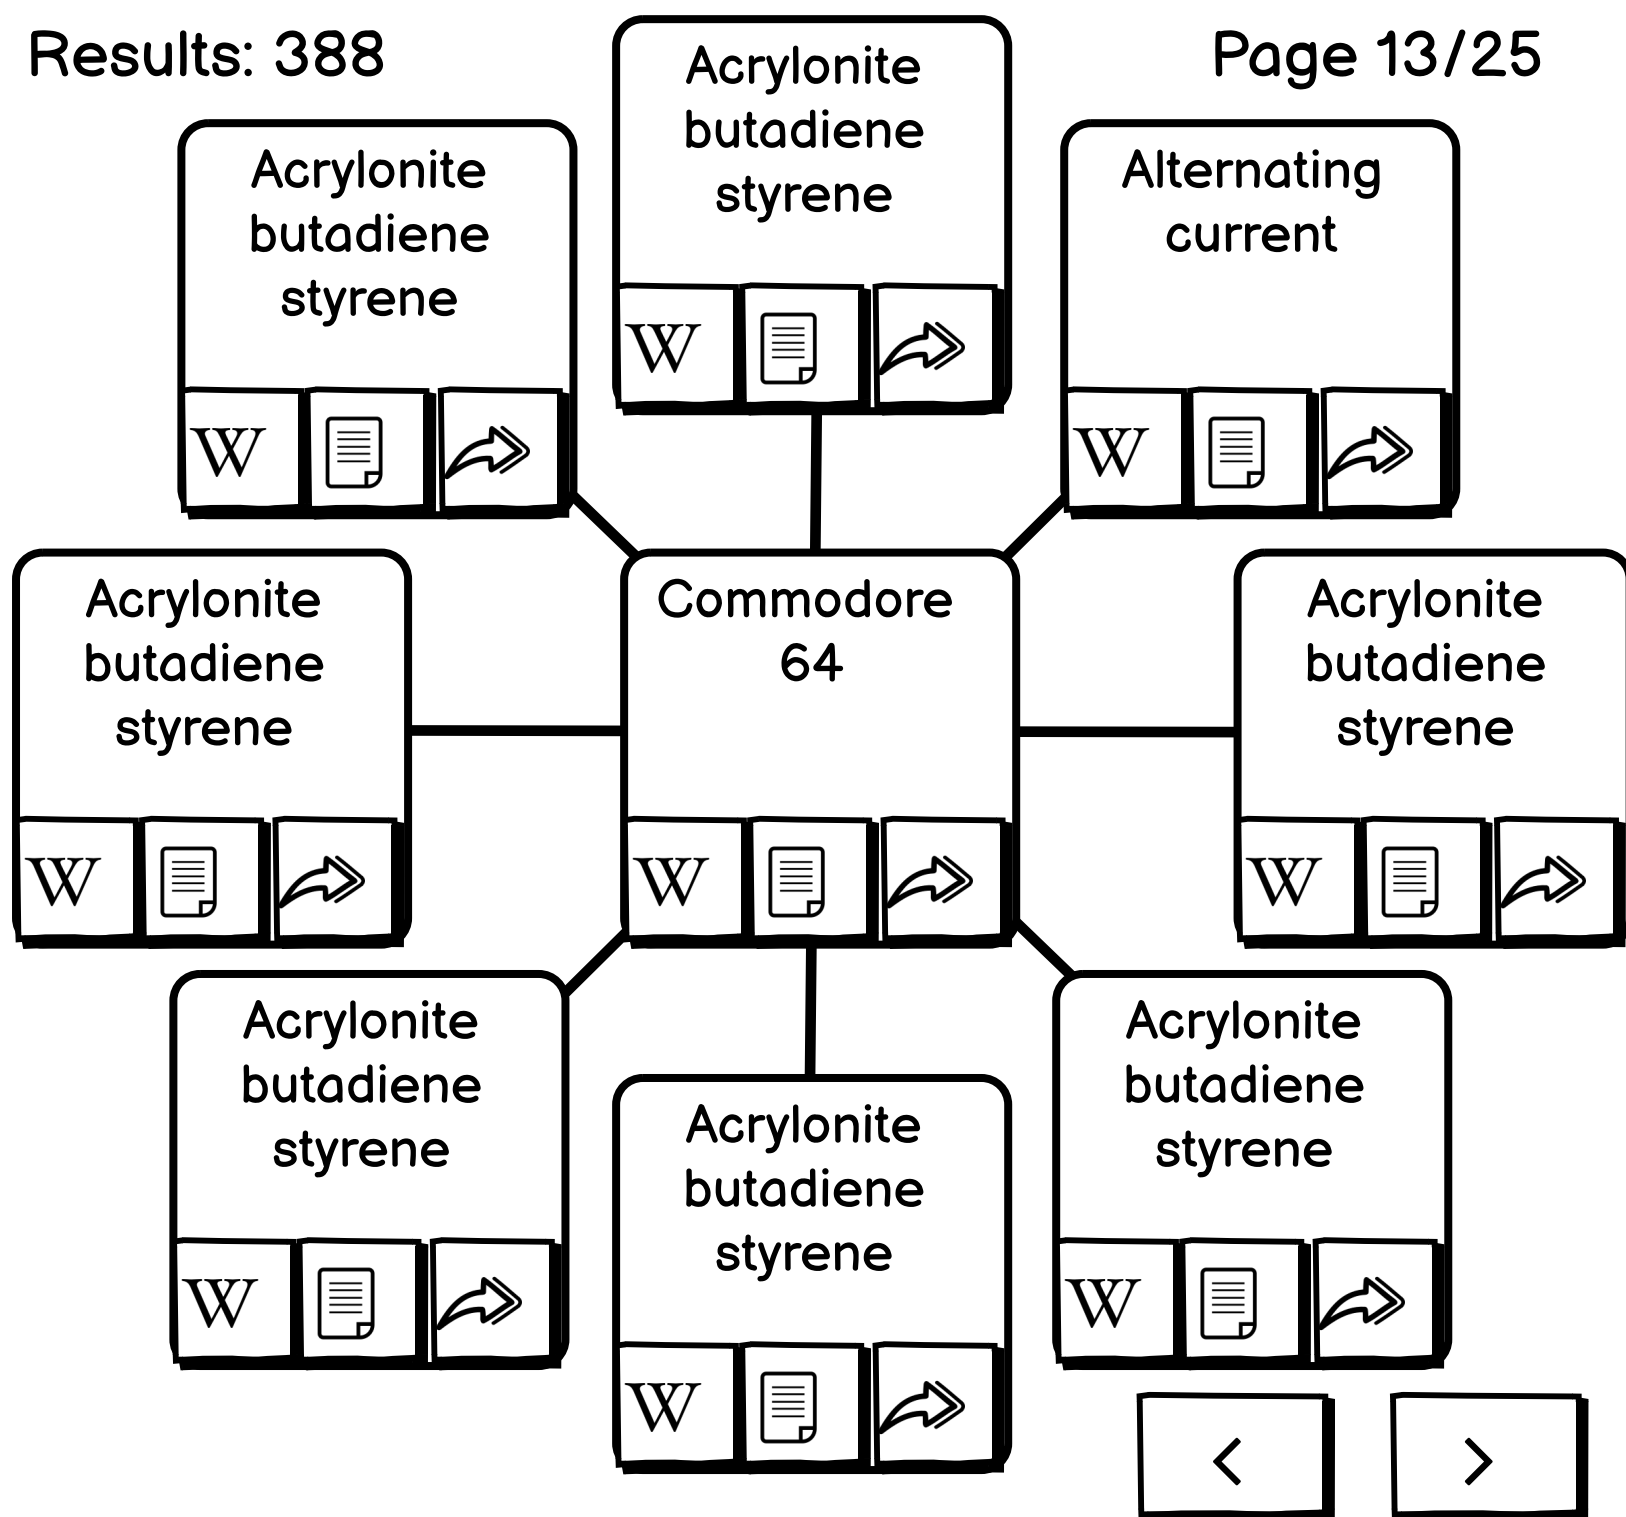 Results: 388
Page 13/25
Acrylonite
butadiene
styrene
W
Acrylonite
butadiene
styrene
W
Alternating
current
W
Acrylonite
butadiene
styrene
W
Commodore
64
W
Acrylonite
butadiene
styrene
W
Acrylonite
butadiene
styrene
W
Acrylonite
butadiene
styrene
W
Acrylonite
butadiene
styrene
W
< >